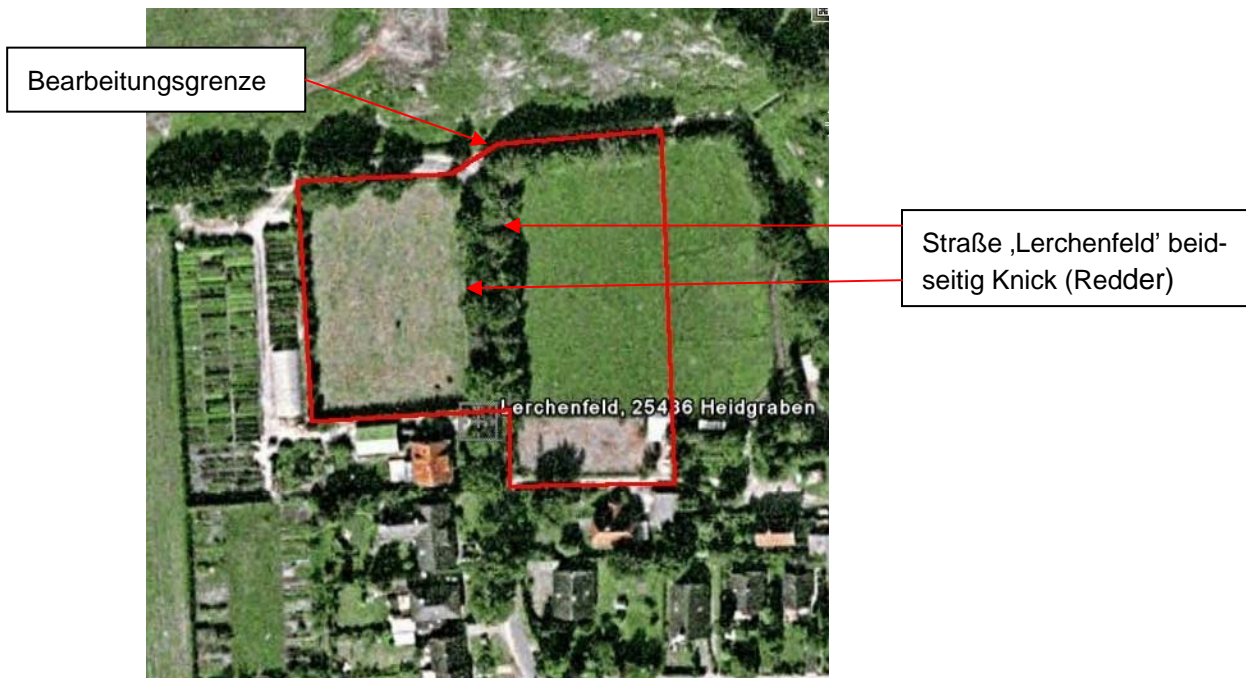 Bearbeitungsgrenze
Straße ‚Lerchenfeld’ beid-
seitig Knick (Redder)
Lerchenfeld, 25436 Heidgraben